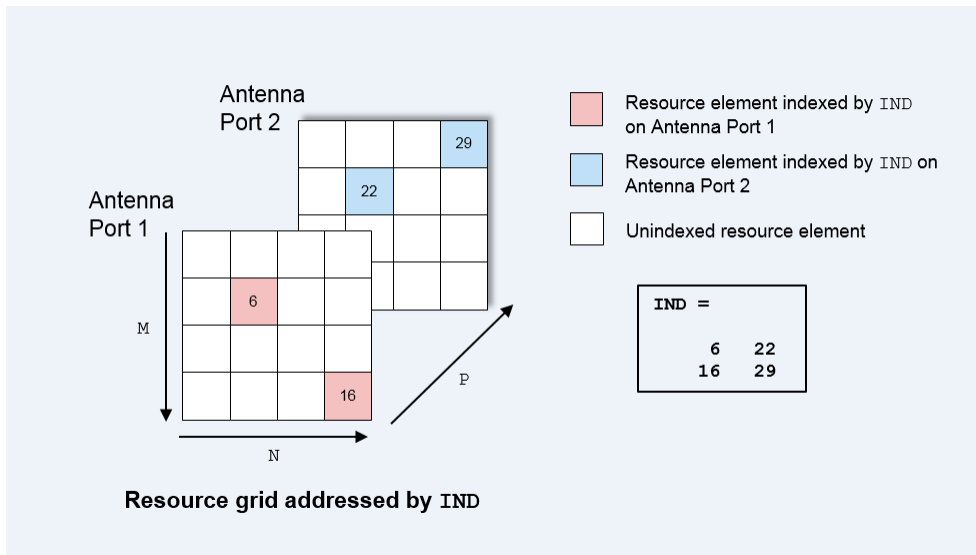 Antenna
Port 2
29
22
Antenna
Port 1
6
16
M
N
P
Resource grid addressed by IND
Resource element indexed by IND
on Antenna Port 1
Resource element indexed by IND on
Antenna Port 2
Unindexed resource element
IND =
6 22
16 29